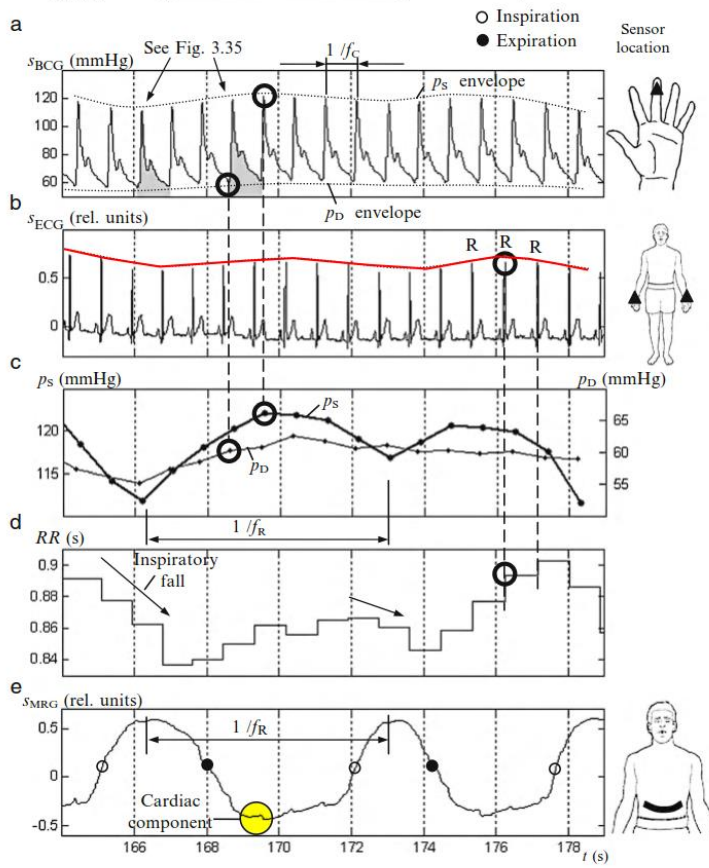 ○ Inspiration
● Expiration
Sensor
location
a
s_BCG (mmHg)
See Fig. 3.35
1 /f_C
p_S envelope
120
100
80
60
p_D envelope
b
s_ECG (rel. units)
R R R
0.5
0
c
p_S (mmHg)
p_D (mmHg)
p_S
120
115
p_D
65
60
55
1 /f_R
d
RR (s)
Inspiratory
fall
0.9
0.88
0.86
0.84
e
s_MRG (rel. units)
0.5
0
-0.5
1 /f_R
Cardiac
component
166 168 170 172 174 176 178
t (s)